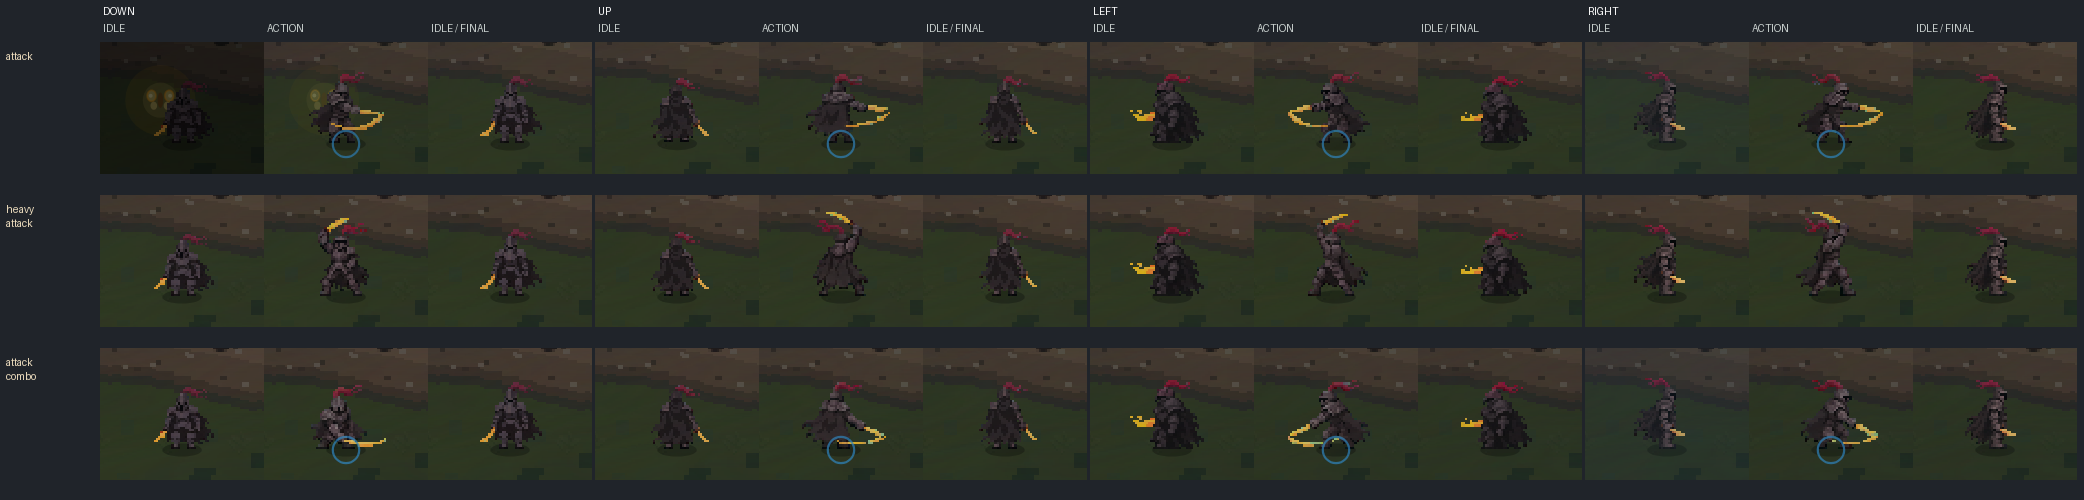 DOWN UP LEFT RIGHT
IDLE ACTION IDLE / FINAL IDLE ACTION IDLE / FINAL IDLE ACTION IDLE / FINAL IDLE ACTION IDLE / FINAL
attack
heavy
attack
attack
combo